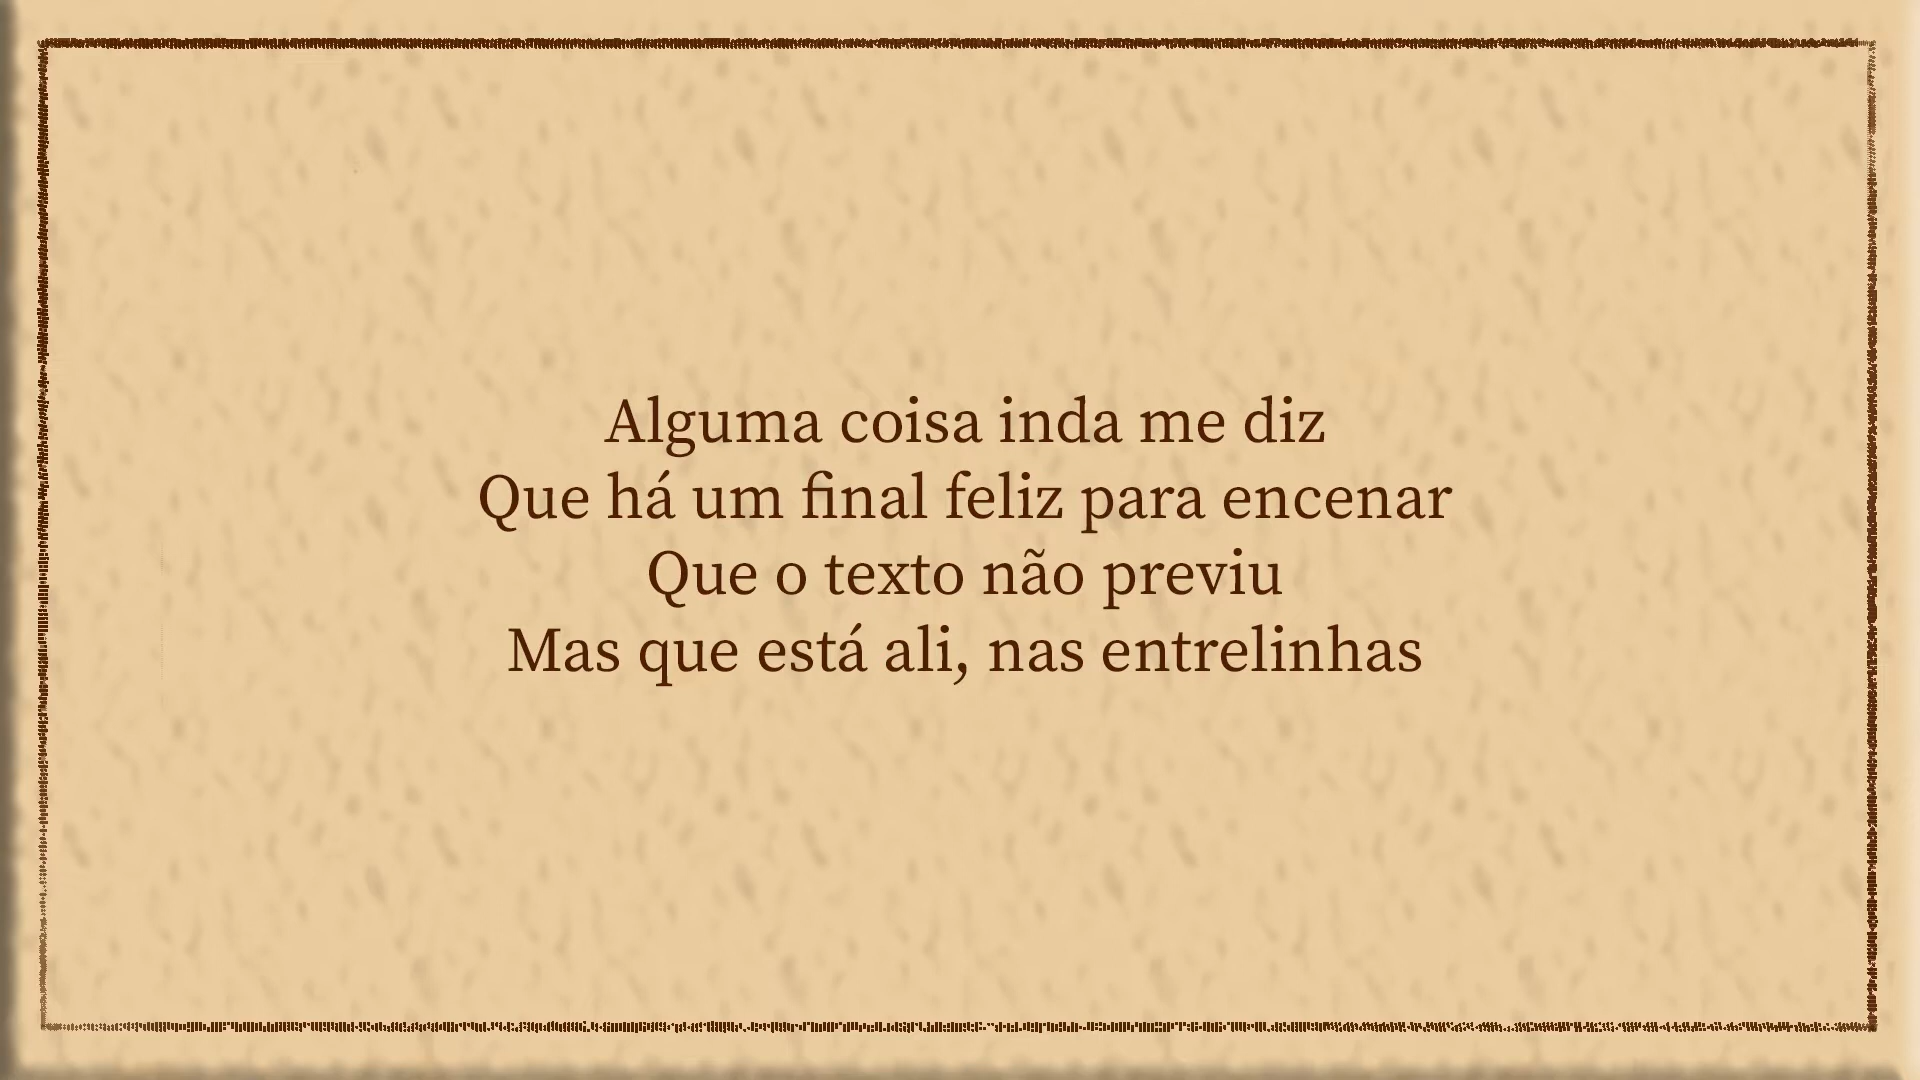 Alguma coisa inda me diz
Que há um final feliz para encenar
Que o texto não previu
Mas que está ali, nas entrelinhas